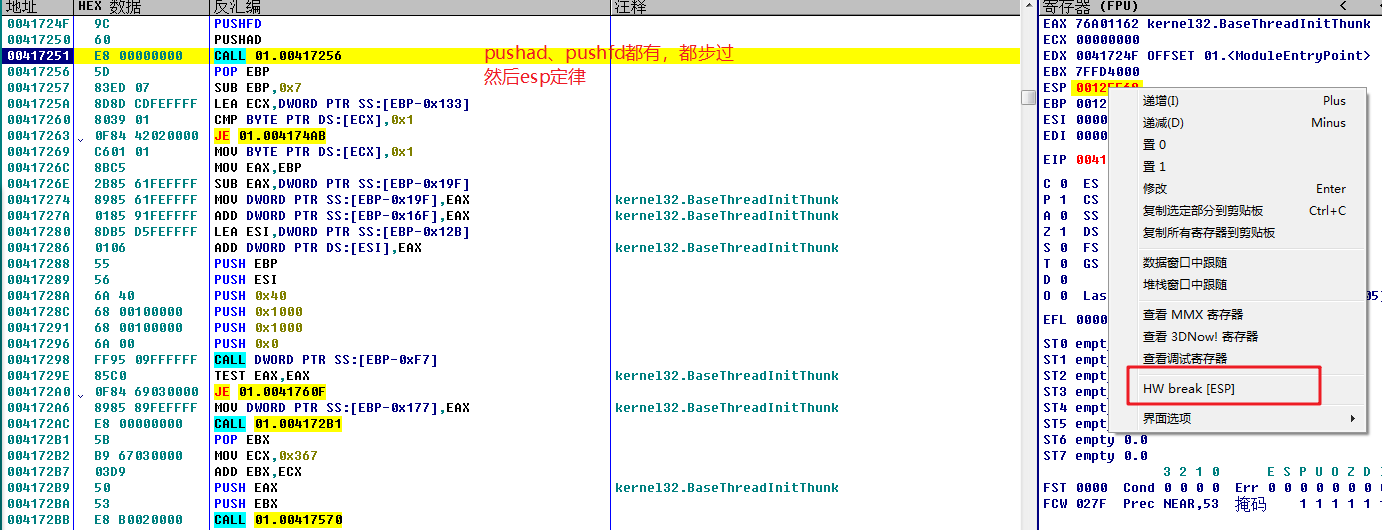 地址 HEX 数据 反汇编 注释 寄存器 (FPU)
0041724F 9C PUSHFD
00417250 60 PUSHAD
00417251 E8 00000000 CALL 01.00417256
00417256 5D POP EBP
00417257 83ED 07 SUB EBP,0x7
0041725A 8D8D CDFEFFFF LEA ECX,DWORD PTR SS:[EBP-0x133]
00417260 8039 01 CMP BYTE PTR DS:[ECX],0x1
00417263 0F84 42020000 JE 01.004174AB
00417269 C601 01 MOV BYTE PTR DS:[ECX],0x1
0041726C 8BC5 MOV EAX,EBP
0041726E 2B85 61FEFFFF SUB EAX,DWORD PTR SS:[EBP-0x19F]
00417274 8985 61FEFFFF MOV DWORD PTR SS:[EBP-0x19F],EAX kernel32.BaseThreadInitThunk
0041727A 0185 91FEFFFF ADD DWORD PTR SS:[EBP-0x16F],EAX kernel32.BaseThreadInitThunk
00417280 8DB5 D5FEFFFF LEA ESI,DWORD PTR SS:[EBP-0x12B]
00417286 0106 ADD DWORD PTR DS:[ESI],EAX kernel32.BaseThreadInitThunk
00417288 55 PUSH EBP
00417289 56 PUSH ESI
0041728A 6A 40 PUSH 0x40
0041728C 68 00100000 PUSH 0x1000
00417291 68 00100000 PUSH 0x1000
00417296 6A 00 PUSH 0x0
00417298 FF95 09FFFFFF CALL DWORD PTR SS:[EBP-0xF7]
0041729E 85C0 TEST EAX,EAX kernel32.BaseThreadInitThunk
004172A0 0F84 69030000 JE 01.0041760F
004172A6 8985 89FEFFFF MOV DWORD PTR SS:[EBP-0x177],EAX kernel32.BaseThreadInitThunk
004172AC E8 00000000 CALL 01.004172B1
004172B1 5B POP EBX
004172B2 B9 67030000 MOV ECX,0x367
004172B7 03D9 ADD EBX,ECX
004172B9 50 PUSH EAX kernel32.BaseThreadInitThunk
004172BA 53 PUSH EBX
004172BB E8 B0020000 CALL 01.00417570
pushad、pushfd都有，都步过
然后esp定律
EAX 76A01162 kernel32.BaseThreadInitThunk
ECX 00000000
EDX 0041724F OFFSET 01.<ModuleEntryPoint>
EBX 7FFD4000
ESP
EBP 0012
ESI 0000
EDI 0000
EIP 0041
C 0 ES
P 1 CS
A 0 SS
Z 1 DS
S 0 FS
T 0 GS
D 0
O 0 Las
EFL 0000
ST0 empty
ST1 empty
ST2 empty
ST3 empty
ST4 empty
ST5 empty
ST6 empty 0.0
ST7 empty 0.0
3 2 1 0 E S P U O Z D
FST 0000 Cond 0 0 0 0 Err 0 0 0 0 0 0 0
FCW 027F Prec NEAR,53 掩码 1 1 1 1 1
递增(I) Plus
递减(D) Minus
置 0
置 1
修改 Enter
复制选定部分到剪贴板 Ctrl+C
复制所有寄存器到剪贴板
数据窗口中跟随
堆栈窗口中跟随
查看 MMX 寄存器
查看 3DNow! 寄存器
查看调试寄存器
HW break [ESP]
界面选项